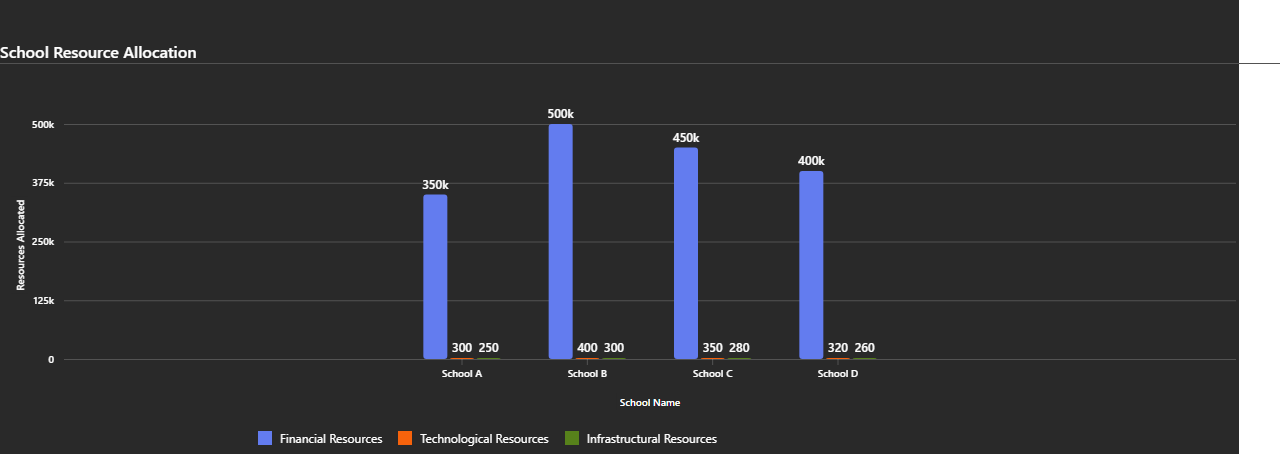 School Resource Allocation
500k
375k
250k
125k
0
Resources Allocated
350k
300
250
500k
400
300
450k
350
280
400k
320
260
School A
School B
School C
School D
School Name
Financial Resources
Technological Resources
Infrastructural Resources